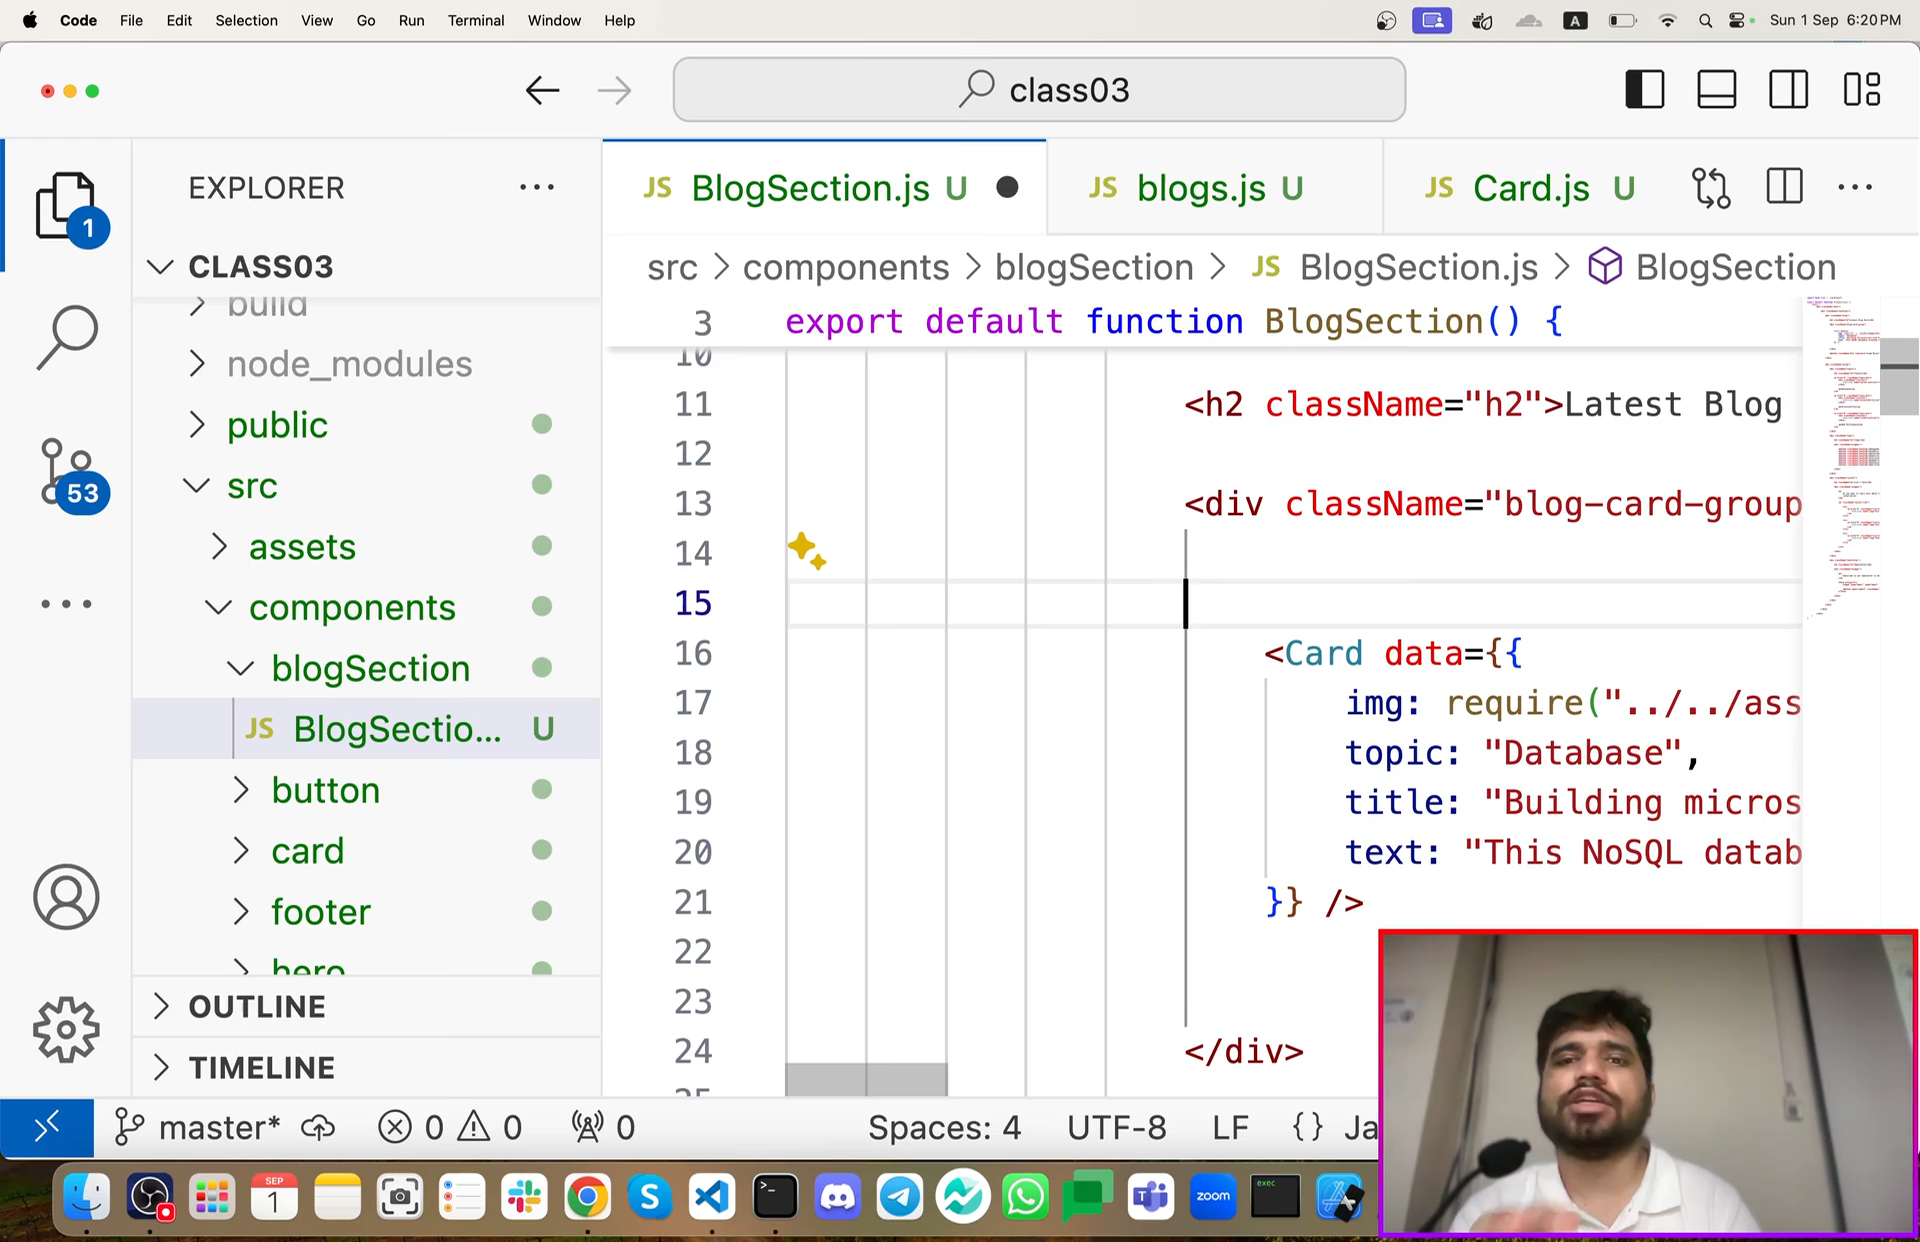 Code File Edit Selection View Go Run Terminal Window Help A Sun 1 Sep 6:20 PM
class03
EXPLORER
1
CLASS03
build
node_modules
public
src
53
assets
components
blogSection
JS BlogSectio... U
button
card
footer
hero
OUTLINE
TIMELINE
JS BlogSection.js U JS blogs.js U JS Card.js U
src components blogSection JS BlogSection.js BlogSection
3 export default function BlogSection() {
10
11 <h2 className="h2">Latest Blog
12
13 <div className="blog-card-group
14
15
16 <Card data={{
17 img: require("../../ass
18 topic: "Database",
19 title: "Building micros
20 text: "This NoSQL datab
21 }} />
22
23
24 </div>
25
master* 0 0 0 Spaces: 4 UTF-8 LF {} Ja
SEP
1
S
>_
T
zoom
exec